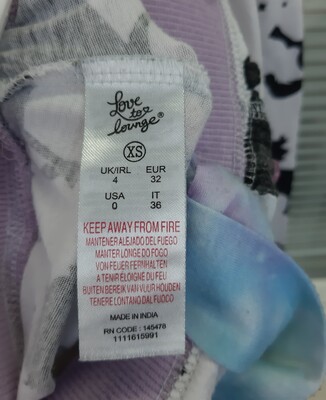 Love
to
lounge®
XS
UK/IRL EUR
4 32
USA IT
0 36
KEEP AWAY FROM FIRE
MANTENER ALEJADO DEL FUEGO
MANTER LONGE DO FOGO
VON FEUER FERNHALTEN
A TENIR ÉLOIGNÉ DU FEU
BUITEN BEREIK VAN VUUR HOUDEN
TENERE LONTANO DAL FUOCO
MADE IN INDIA
RN CODE : 145478
1111615991